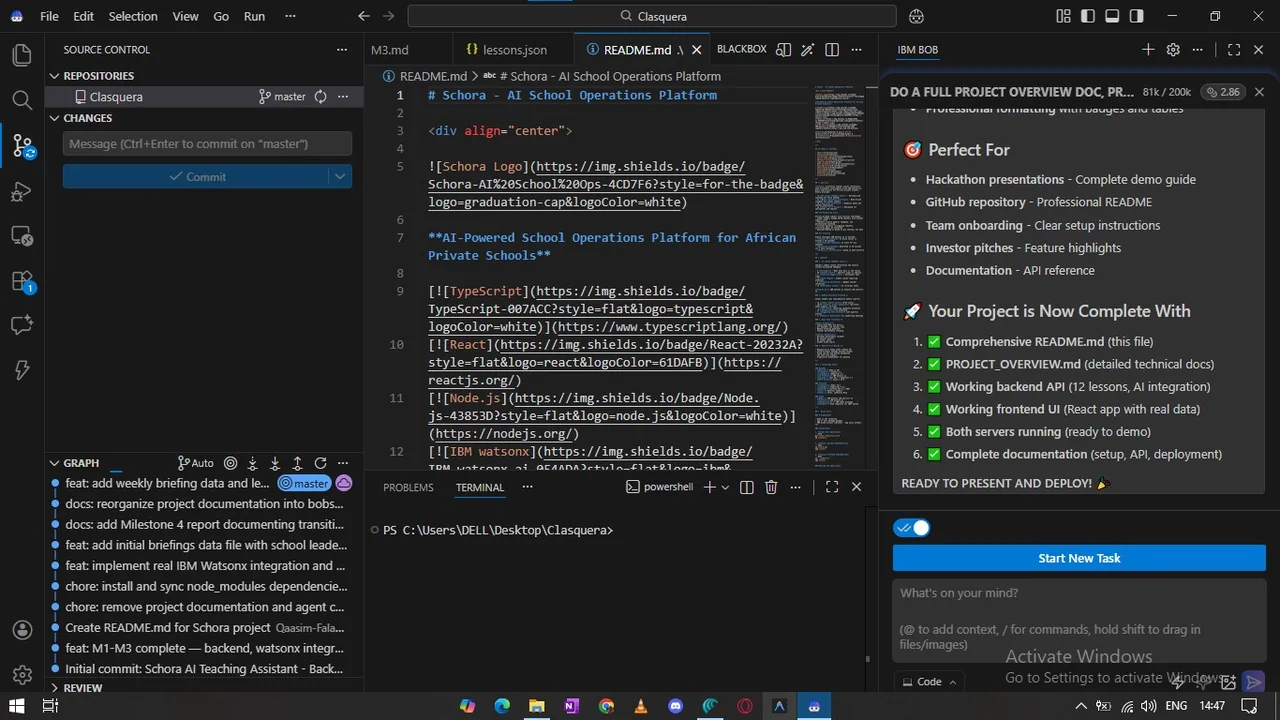 File Edit Selection View Go Run ··· Clasquera
SOURCE CONTROL
REPOSITORIES
Clasquera
CHANGES
Commit
GRAPH Auto
feat: add weekly briefing data and le... master
docs: reorganize project documentation into bobs...
docs: add Milestone 4 report documenting transiti...
feat: add initial briefings data file with school leade...
feat: implement real IBM Watsonx integration and ...
chore: install and sync node_modules dependencie...
chore: remove project documentation and agent c...
Create README.md for Schora project Qaasim-Fala...
feat: M1-M3 complete — backend, watsonx integr...
Initial commit: Schora AI Teaching Assistant - Back...
REVIEW
M3.md lessons.json README.md BLACKBOX
README.md > # Schora - AI School Operations Platform
1 # Schora - AI School Operations Platform
3 <div align="center">
4
5 ![Schora Logo](https://img.shields.io/badge/
Schora-AI%20School%20Ops-4CD7F6?style=for-the-badge&
logo=graduation-cap&logoColor=white)
6
7 **AI-Powered School Operations Platform for African
Private Schools**
8
[![TypeScript](https://img.shields.io/badge/
TypeScript-007ACC?style=flat&logo=typescript&
logoColor=white)](https://www.typescriptlang.org/)
10 [![React](https://img.shields.io/badge/React-20232A?
style=flat&logo=react&logoColor=61DAFB)](https://
reactjs.org/)
11 [![Node.js](https://img.shields.io/badge/Node.
js-43853D?style=flat&logo=node.js&logoColor=white)]
(https://nodejs.org/)
12 [![IBM watsonx](https://img.shields.io/badge/
IBM-watsonx.ai-054ADA?style=flat&logo=ibm&
PROBLEMS TERMINAL ··· powershell
PS C:\Users\DELL\Desktop\Clasquera>
IBM BOB
DO A FULL PROJECT OVERVIEW DOC, PR... 81k / 200k 2.88
Professional formatting with badges and tables
🎯 Perfect For
• Hackathon presentations - Complete demo guide
• GitHub repository - Professional README
• Team onboarding - Clear setup instructions
• Investor pitches - Feature highlights
• Documentation - API reference
🚀 Your Project is Now Complete With
1. ✅ Comprehensive README.md (this file)
2. ✅ PROJECT_OVERVIEW.md (detailed technical docs)
3. ✅ Working backend API (12 lessons, AI integration)
4. ✅ Working frontend UI (React app with real data)
5. ✅ Both servers running (ready to demo)
6. ✅ Complete documentation (setup, API, deployment)
READY TO PRESENT AND DEPLOY! 🎉
Start New Task
What's on your mind?
(@ to add context, / for commands, hold shift to drag in
files/images)
Activate Windows
Go to Settings to activate Windows.
Code
ENG 14:47